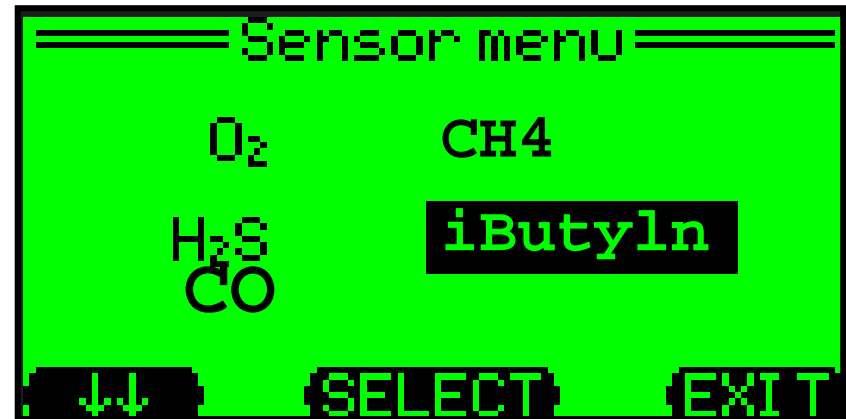 Sensor menu
O₂ CH4
H₂S iButyln
CO
↓↓ SELECT EXIT